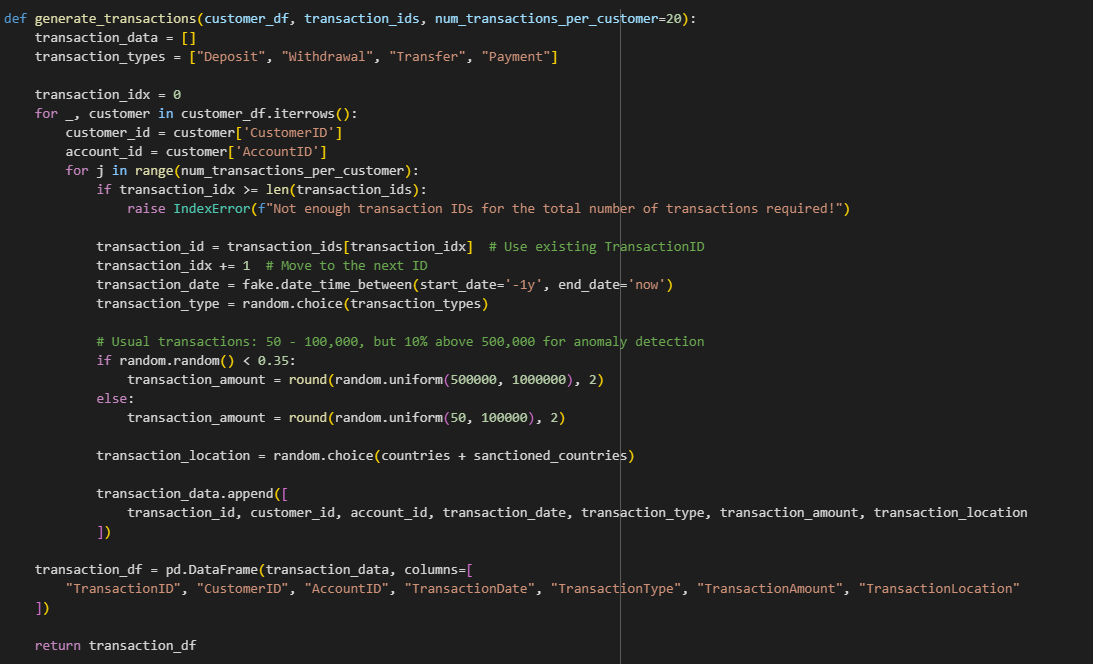 def generate_transactions(customer_df, transaction_ids, num_transactions_per_customer=20):
    transaction_data = []
    transaction_types = ["Deposit", "Withdrawal", "Transfer", "Payment"]

    transaction_idx = 0
    for _, customer in customer_df.iterrows():
        customer_id = customer['CustomerID']
        account_id = customer['AccountID']
        for j in range(num_transactions_per_customer):
            if transaction_idx >= len(transaction_ids):
                raise IndexError(f"Not enough transaction IDs for the total number of transactions required!")

            transaction_id = transaction_ids[transaction_idx]  # Use existing TransactionID
            transaction_idx += 1  # Move to the next ID
            transaction_date = fake.date_time_between(start_date='-1y', end_date='now')
            transaction_type = random.choice(transaction_types)

            # Usual transactions: 50 - 100,000, but 10% above 500,000 for anomaly detection
            if random.random() < 0.35:
                transaction_amount = round(random.uniform(500000, 1000000), 2)
            else:
                transaction_amount = round(random.uniform(50, 100000), 2)

            transaction_location = random.choice(countries + sanctioned_countries)

            transaction_data.append([
                transaction_id, customer_id, account_id, transaction_date, transaction_type, transaction_amount, transaction_location
            ])

    transaction_df = pd.DataFrame(transaction_data, columns=[
        "TransactionID", "CustomerID", "AccountID", "TransactionDate", "TransactionType", "TransactionAmount", "TransactionLocation"
    ])

    return transaction_df